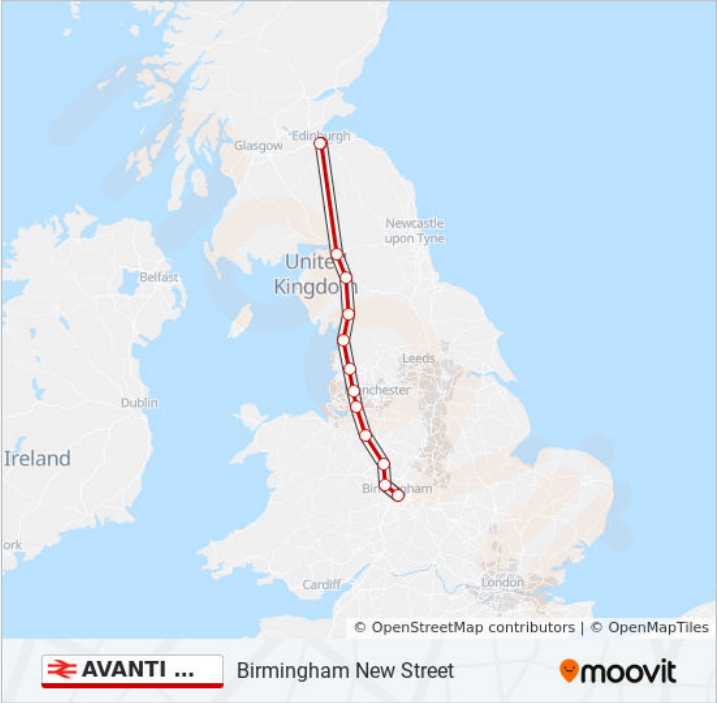 Edinburgh
Glasgow
Newcastle
upon Tyne
United
Kingdom
Belfast
Leeds
nchester
Dublin
Ireland
Birmingham
ork
Cardiff
London
© OpenStreetMap contributors | © OpenMapTiles
AVANTI ...
Birmingham New Street
moovit